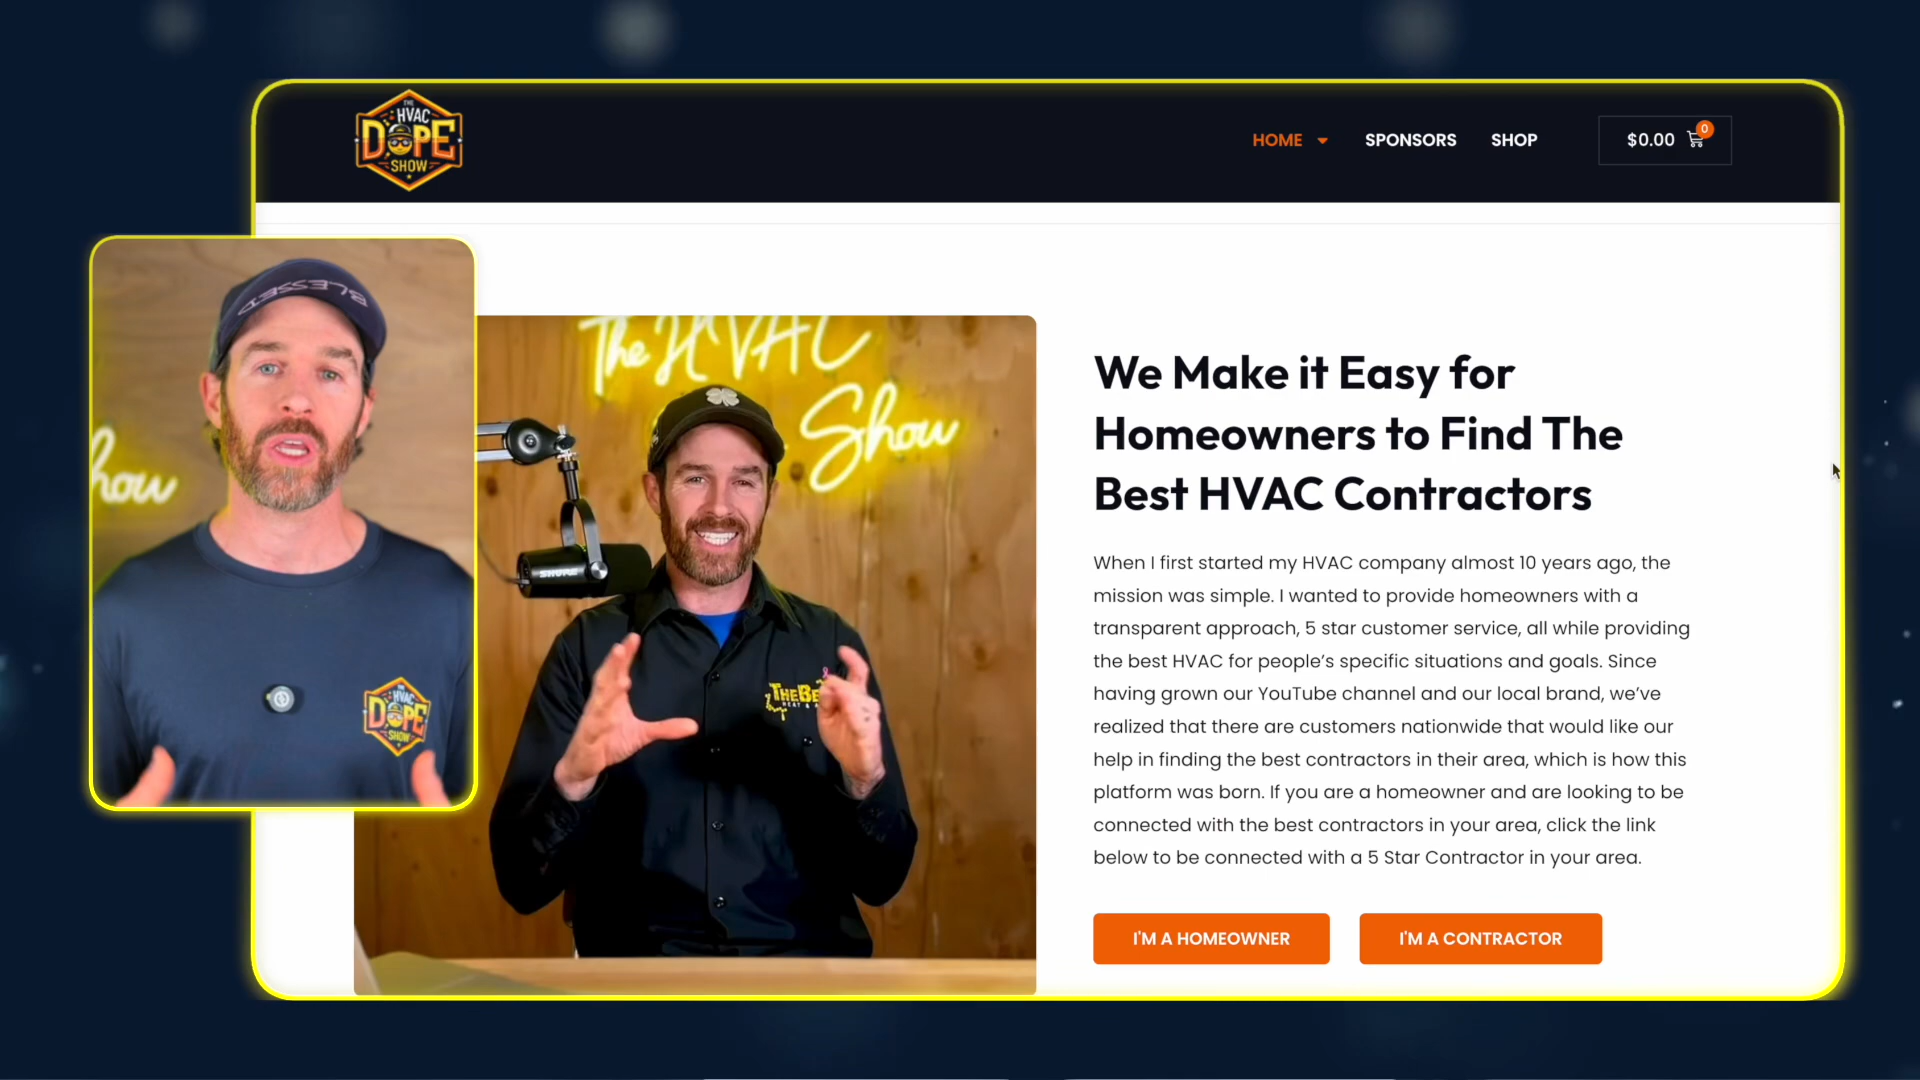 THE
HVAC
DOPE
SHOW
HOME
SPONSORS
SHOP
$0.00
0
BLESSED
how
THE
HVAC
DOPE
SHOW
The HVAC
Show
SHURE
THEBE
HEAT &
We Make it Easy for
Homeowners to Find The
Best HVAC Contractors
When I first started my HVAC company almost 10 years ago, the
mission was simple. I wanted to provide homeowners with a
transparent approach, 5 star customer service, all while providing
the best HVAC for people’s specific situations and goals. Since
having grown our YouTube channel and our local brand, we’ve
realized that there are customers nationwide that would like our
help in finding the best contractors in their area, which is how this
platform was born. If you are a homeowner and are looking to be
connected with the best contractors in your area, click the link
below to be connected with a 5 Star Contractor in your area.
I'M A HOMEOWNER
I'M A CONTRACTOR